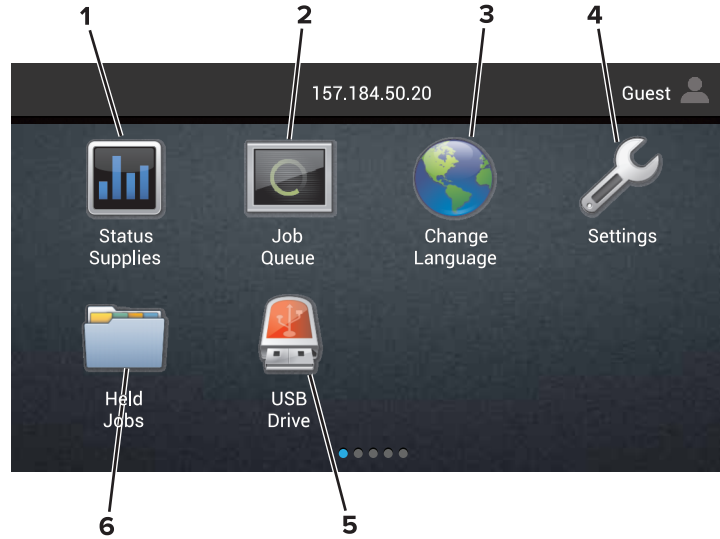 1 2 3 4
157.184.50.20 Guest
Status Supplies
Job Queue
Change Language
Settings
Held Jobs
USB Drive
6 5